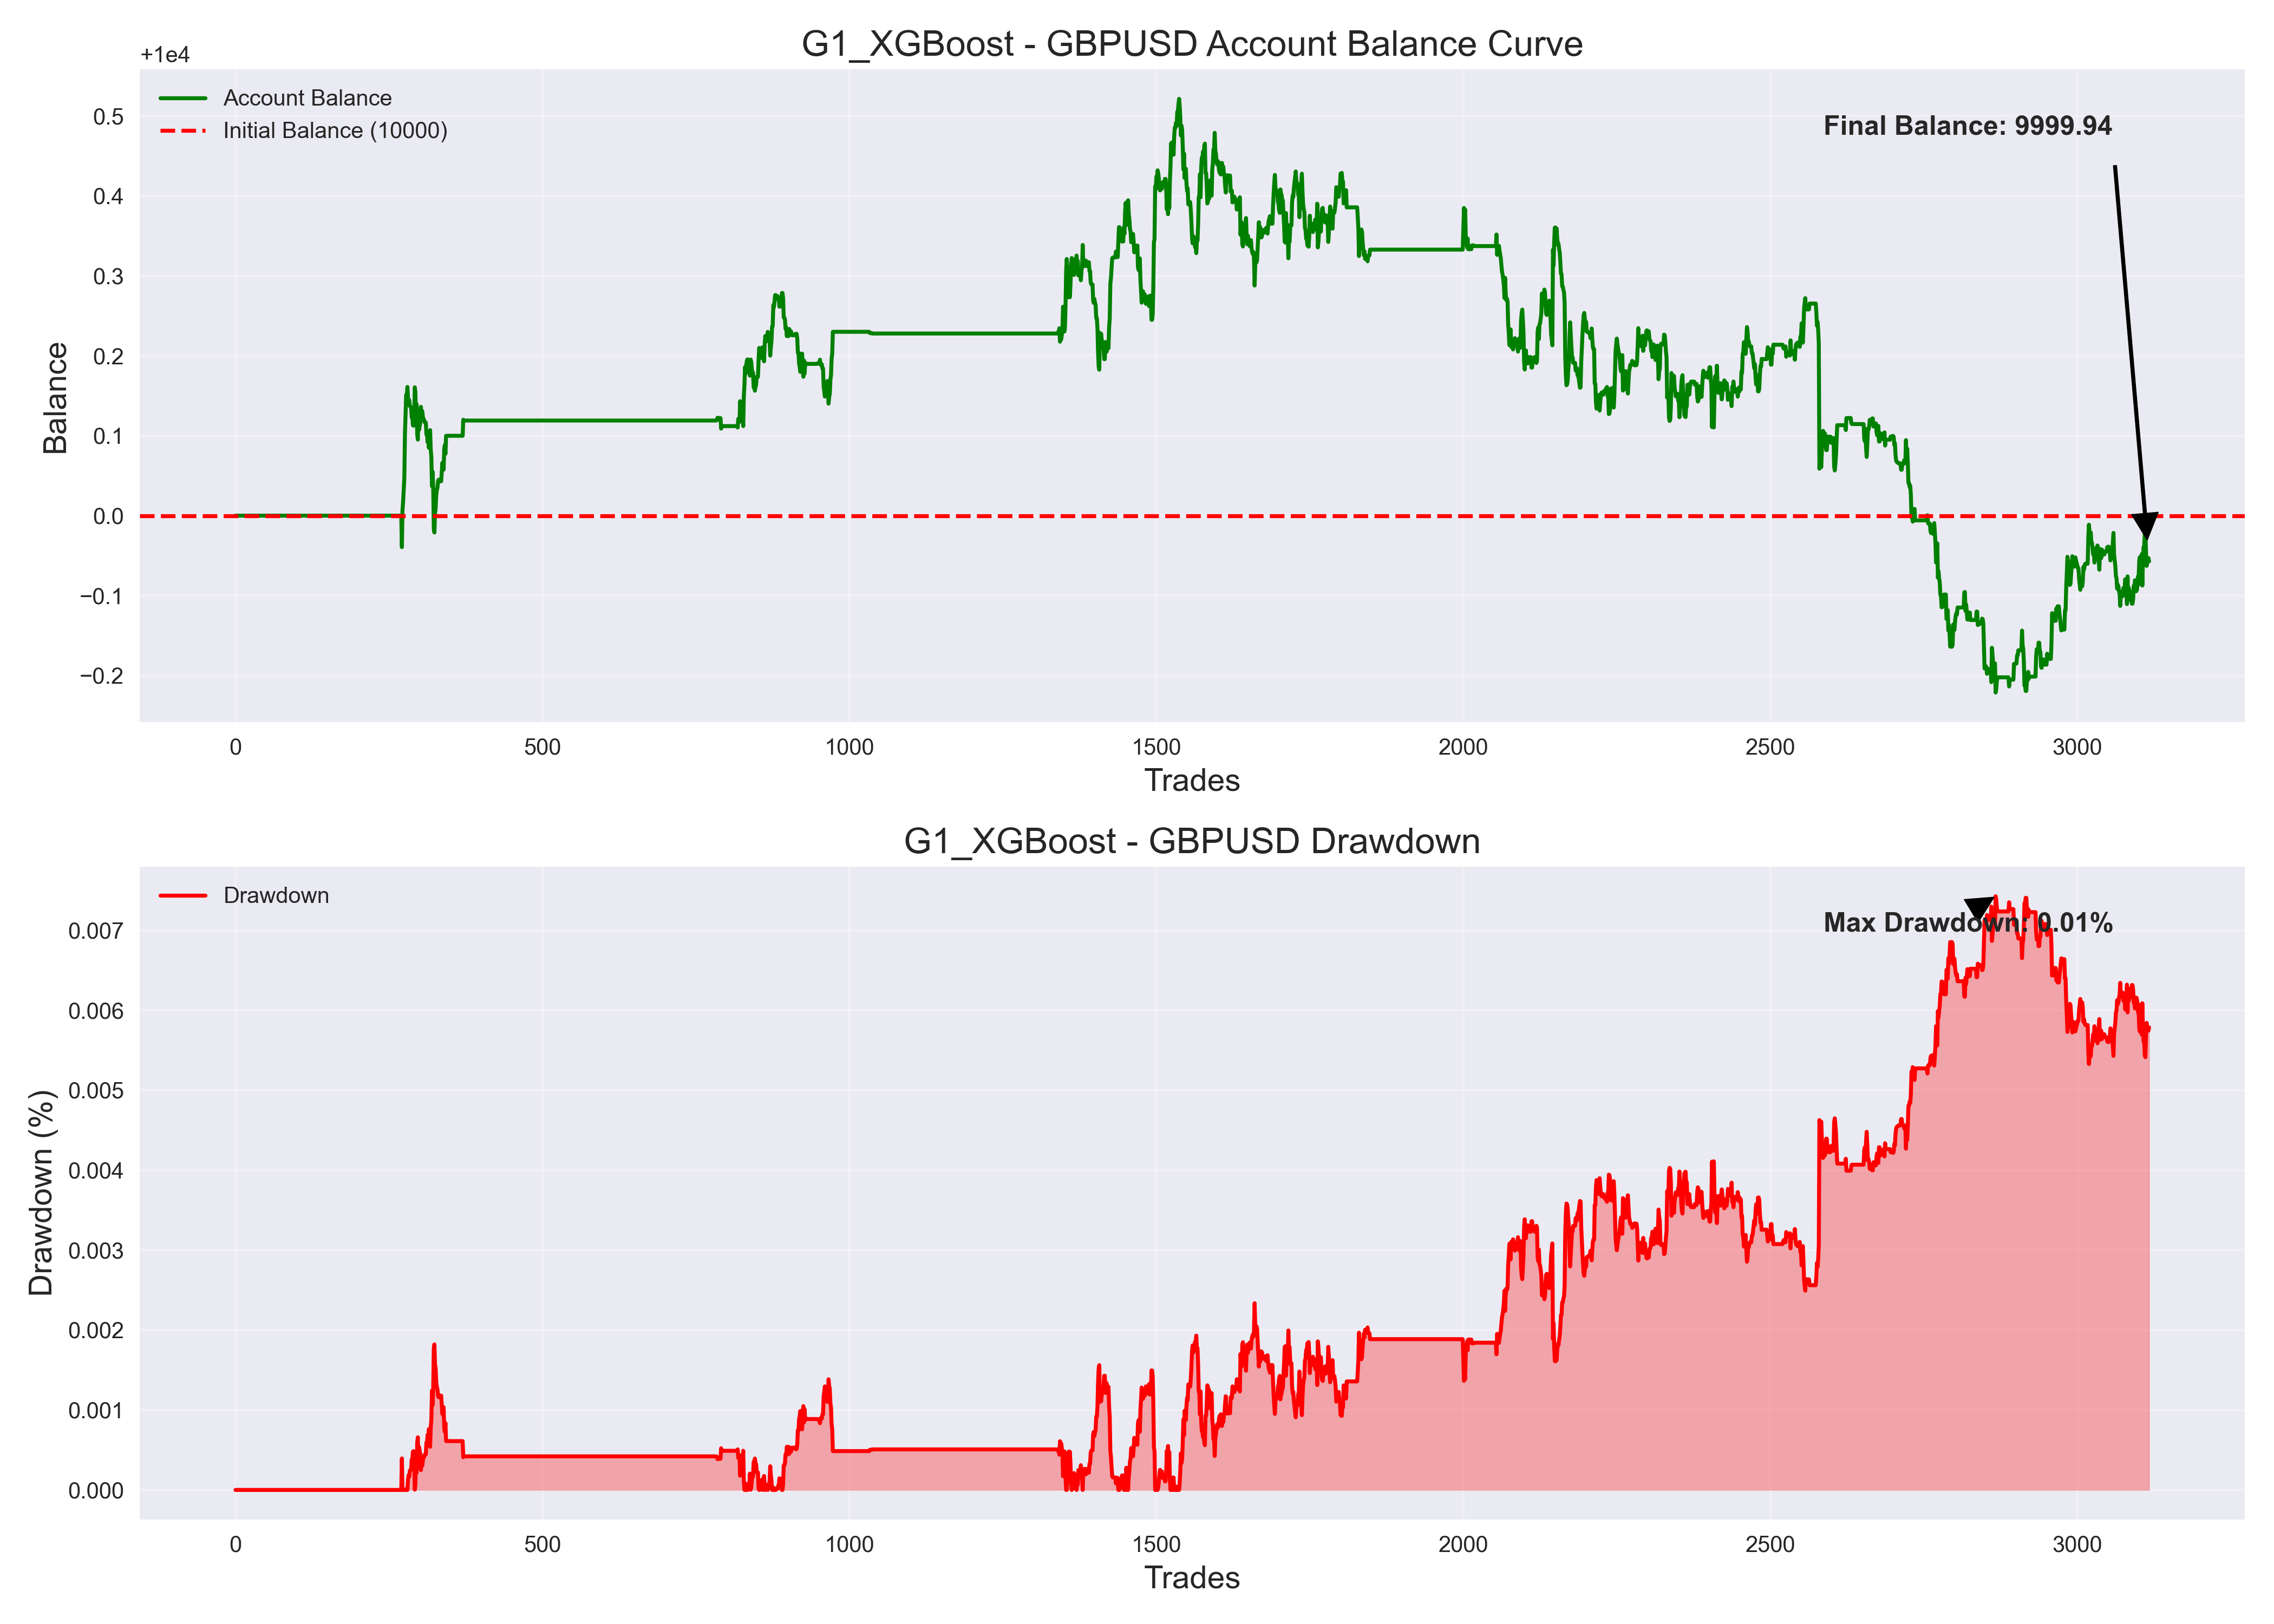 G1_XGBoost - GBPUSD Account Balance Curve
+1e4
Account Balance
Initial Balance (10000)
Final Balance: 9999.94
0.5
0.4
0.3
0.2
0.1
0.0
−0.1
−0.2
Balance
0 500 1000 1500 2000 2500 3000
Trades
G1_XGBoost - GBPUSD Drawdown
Drawdown
Max Drawdown: 0.01%
0.007
0.006
0.005
0.004
0.003
0.002
0.001
0.000
Drawdown (%)
0 500 1000 1500 2000 2500 3000
Trades